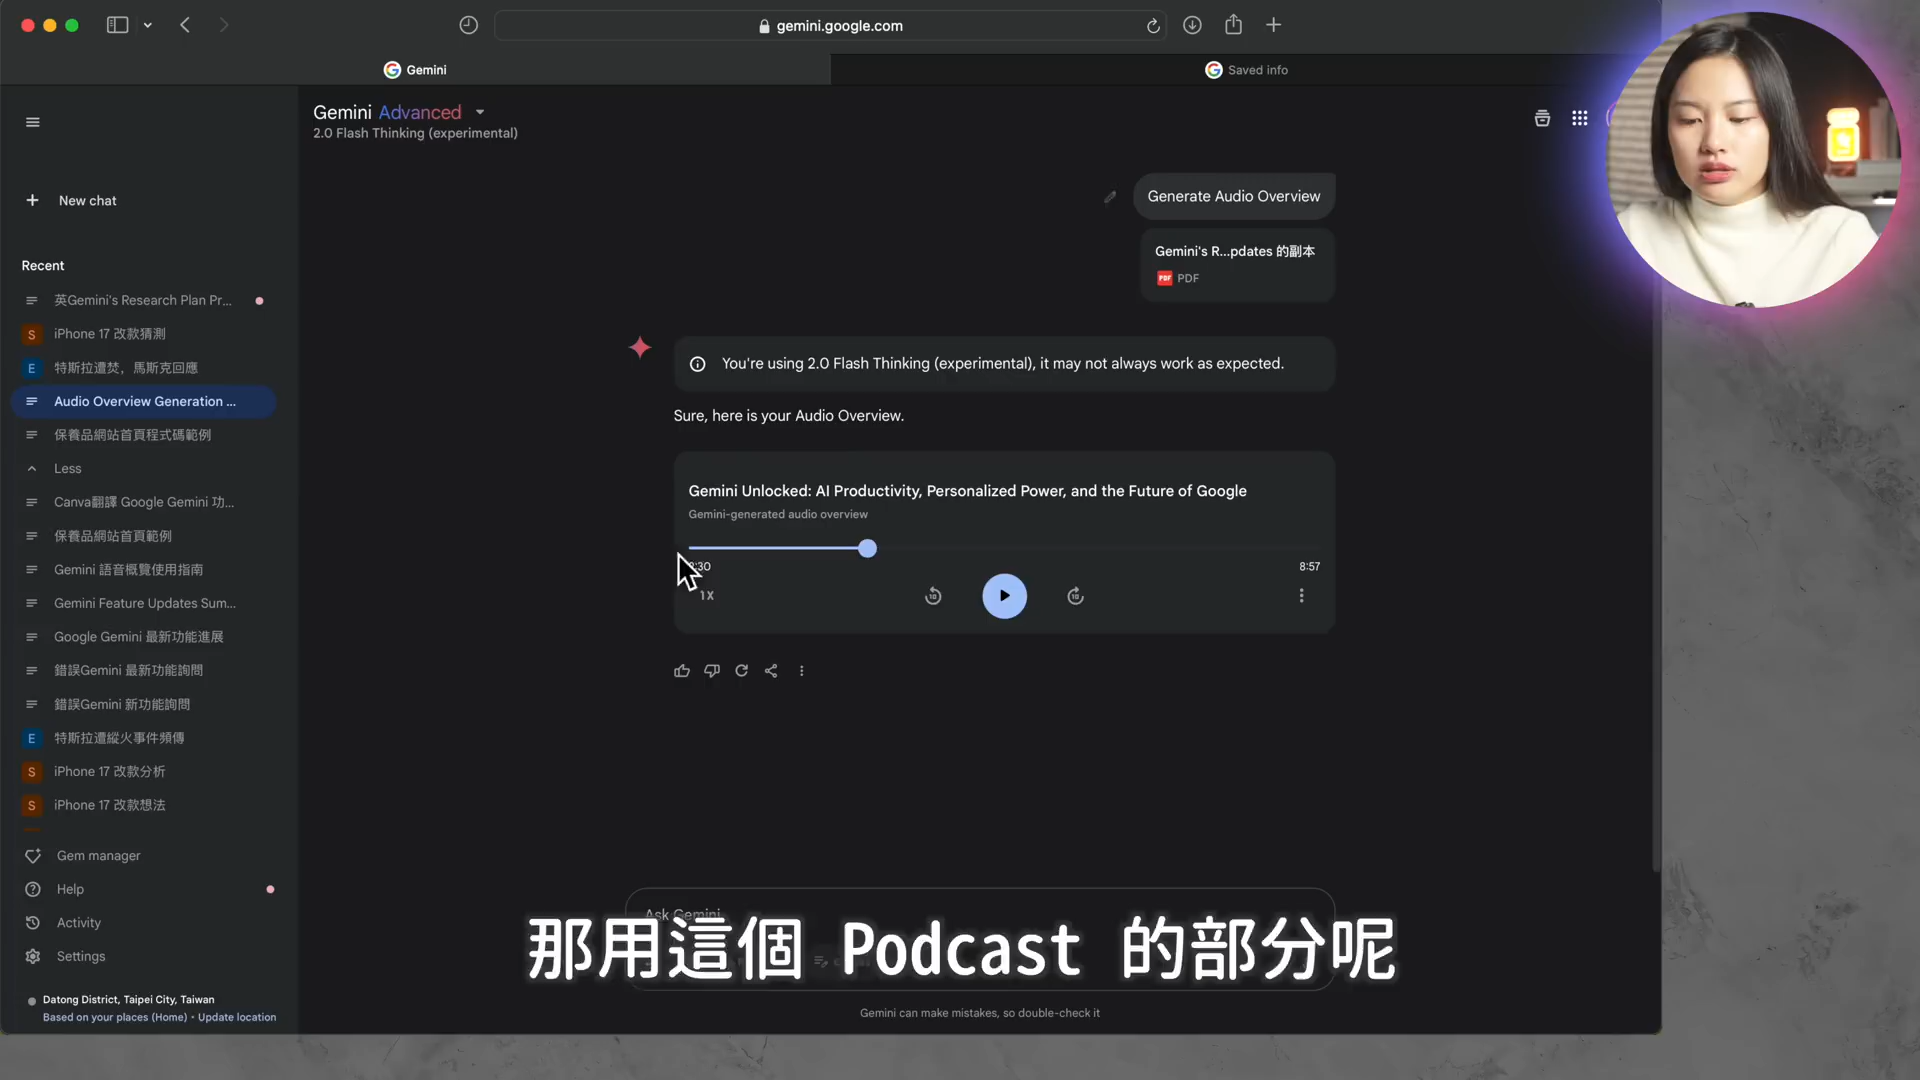 gemini.google.com
Gemini
Saved info
Gemini Advanced
2.0 Flash Thinking (experimental)
New chat
Recent
英Gemini's Research Plan Pr...
S iPhone 17 改款猜測
E 特斯拉遭焚，馬斯克回應
Audio Overview Generation ...
保養品網站首頁程式碼範例
Less
Canva翻譯 Google Gemini 功...
保養品網站首頁範例
Gemini 語音概覽使用指南
Gemini Feature Updates Sum...
Google Gemini 最新功能進展
錯誤Gemini 最新功能詢問
錯誤Gemini 新功能詢問
E 特斯拉遭縱火事件頻傳
S iPhone 17 改款分析
S iPhone 17 改款想法
Gem manager
Help
Activity
Settings
Datong District, Taipei City, Taiwan
Based on your places (Home) • Update location
Generate Audio Overview
Gemini's R...pdates 的副本
PDF PDF
You're using 2.0 Flash Thinking (experimental), it may not always work as expected.
Sure, here is your Audio Overview.
Gemini Unlocked: AI Productivity, Personalized Power, and the Future of Google
Gemini-generated audio overview
:30
8:57
1X
10
10
Ask Gemini
那用這個 Podcast 的部分呢
Gemini can make mistakes, so double-check it